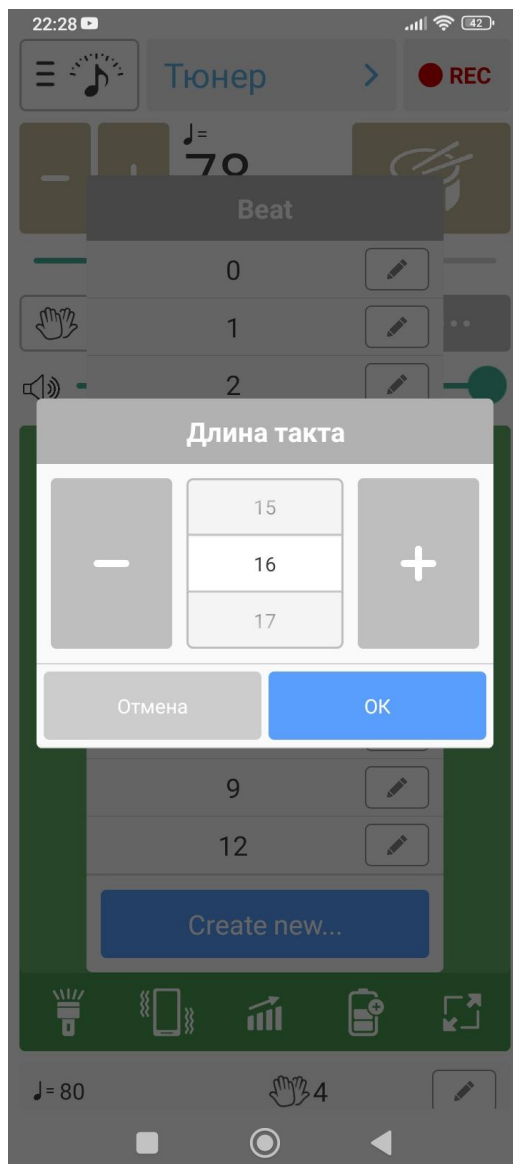 22:28
42
Тюнер
REC
♩=
78
Beat
0
1
2
Длина такта
15
16
17
Отмена
ОК
9
12
Create new...
♩= 80
4